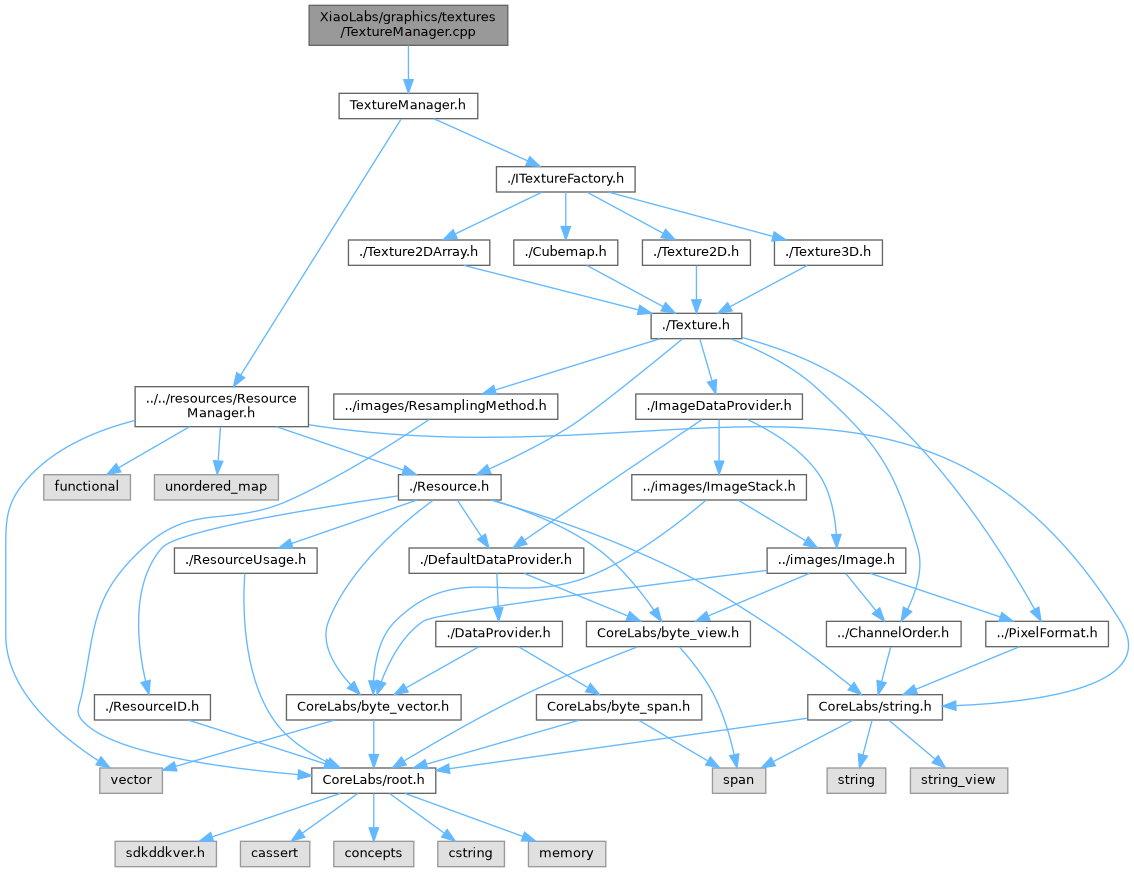 XiaoLabs/graphics/textures
/TextureManager.cpp
TextureManager.h
./ITextureFactory.h
./Texture2DArray.h
./Cubemap.h
./Texture2D.h
./Texture3D.h
./Texture.h
../../resources/Resource
Manager.h
../images/ResamplingMethod.h
./ImageDataProvider.h
functional
unordered_map
./Resource.h
../images/ImageStack.h
./ResourceUsage.h
./DefaultDataProvider.h
../images/Image.h
./DataProvider.h
CoreLabs/byte_view.h
../ChannelOrder.h
../PixelFormat.h
./ResourceID.h
CoreLabs/byte_vector.h
CoreLabs/byte_span.h
CoreLabs/string.h
vector
CoreLabs/root.h
span
string
string_view
sdkddkver.h
cassert
concepts
cstring
memory